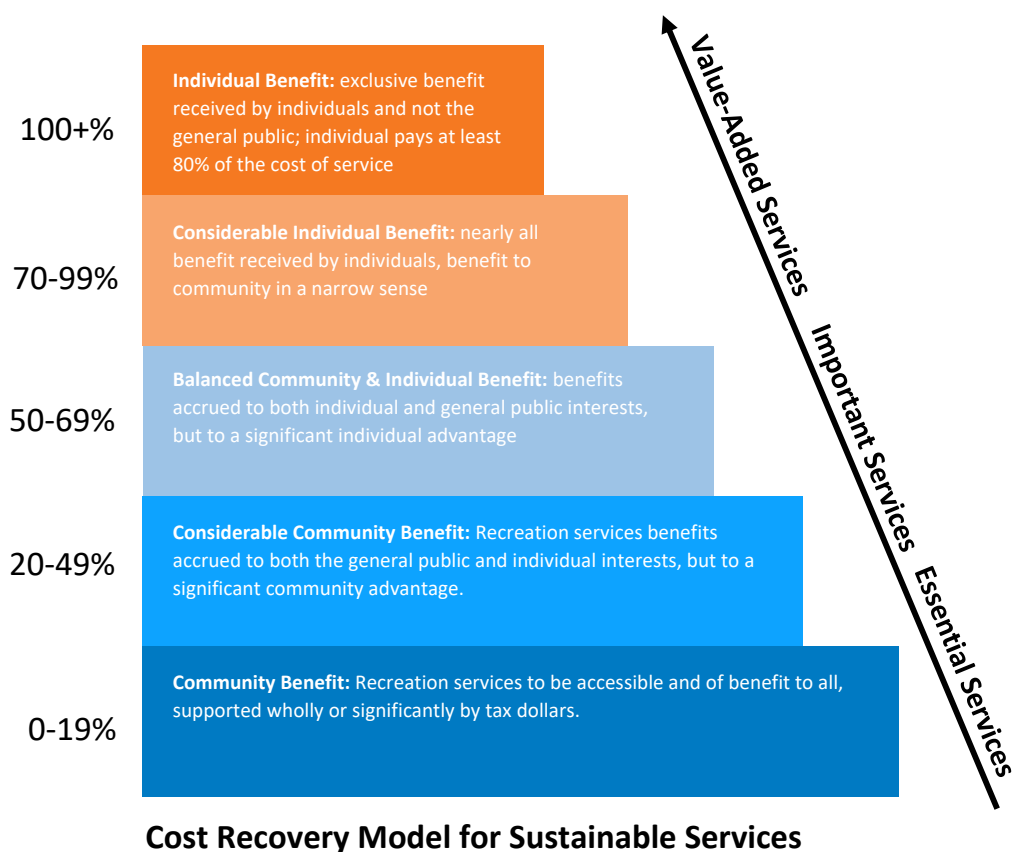 100+%
Individual Benefit: exclusive benefit
received by individuals and not the
general public; individual pays at least
80% of the cost of service
70-99%
Considerable Individual Benefit: nearly all
benefit received by individuals, benefit to
community in a narrow sense
50-69%
Balanced Community & Individual Benefit: benefits
accrued to both individual and general public interests,
but to a significant individual advantage
20-49%
Considerable Community Benefit: Recreation services benefits
accrued to both the general public and individual interests, but to a
significant community advantage.
0-19%
Community Benefit: Recreation services to be accessible and of benefit to all,
supported wholly or significantly by tax dollars.
Value-Added Services
Important Services
Essential Services
Cost Recovery Model for Sustainable Services